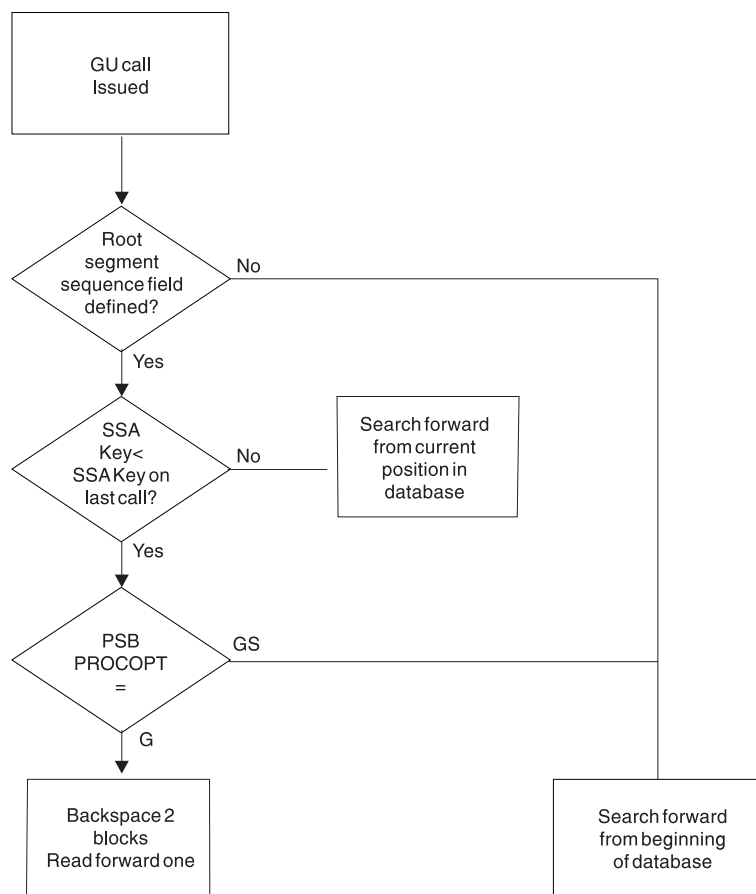 GU call
Issued
Root
segment
sequence field
defined?
No
Yes
SSA
Key<
SSA Key on
last call?
No
Search forward
from current
position in
database
Yes
PSB
PROCOPT
=
GS
G
Backspace 2
blocks
Read forward one
Search forward
from beginning
of database